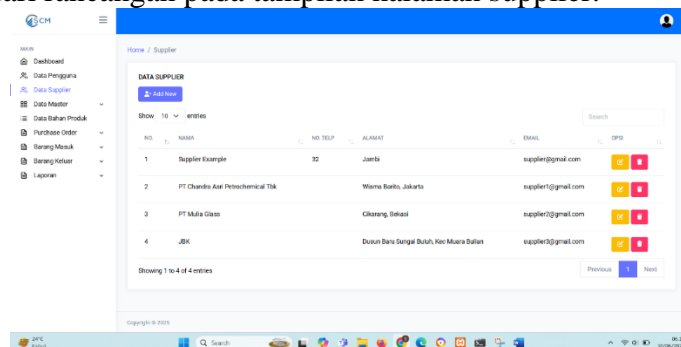 dari rancangan pada tampilan halaman supplier.
SCM
MAIN
Dashboard
Data Pengguna
Data Supplier
Data Master
Data Bahan Produk
Purchase Order
Barang Masuk
Barang Keluar
Laporan
Home / Supplier
DATA SUPPLIER
Add New
Show 10 entries
Search
NO. NAMA NO. TELP ALAMAT EMAIL OPSI
1 Supplier Example 32 Jambi supplier@gmail.com
2 PT Chandra Asri Petrochemical Tbk Wisma Barito, Jakarta supplier1@gmail.com
3 PT Mulia Glass Cikarang, Bekasi supplier2@gmail.com
4 JBK Dusun Baru Sungai Buluh, Kec Muara Bulian supplier3@gmail.com
Showing 1 to 4 of 4 entries
Previous 1 Next
Copyright © 2025
24°C
Search